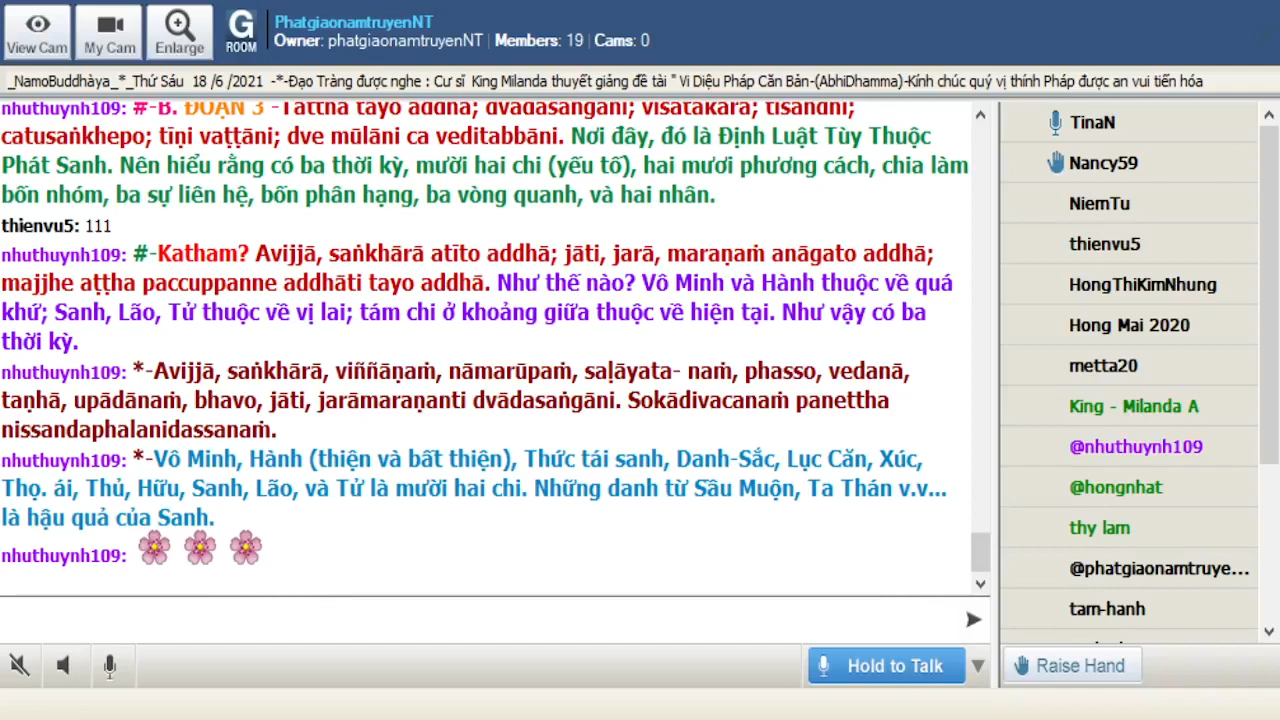 View Cam
My Cam
Enlarge
G
ROOM
PhatgiaonamtruyenNT
Owner: phatgiaonamtruyenNT | Members: 19 | Cams: 0
_NamoBuddhàya_*_Thứ Sáu 18 /6 /2021 -*-Đạo Tràng được nghe : Cư sĩ King Milanda thuyết giảng đề tài " Vi Diệu Pháp Căn Bản-(AbhiDhamma)-Kính chúc quý vị thính Pháp được an vui tiến hóa
nhuthuynh109: #-B. ĐOẠN 3 -Tattha tayo addhā; dvādasaṅgāni; vīsatākārā; tisandhi;
catusaṅkhepo; tīṇi vaṭṭāni; dve mūlāni ca veditabbāni. Nơi đây, đó là Định Luật Tùy Thuộc
Phát Sanh. Nên hiểu rằng có ba thời kỳ, mười hai chi (yếu tố), hai mươi phương cách, chia làm
bốn nhóm, ba sự liên hệ, bốn phân hạng, ba vòng quanh, và hai nhân.
thienvu5: 111
nhuthuynh109: #-Katham? Avijjā, saṅkhārā atīto addhā; jāti, jarā, maraṇaṁ anāgato addhā;
majjhe aṭṭha paccuppanne addhāti tayo addhā. Như thế nào? Vô Minh và Hành thuộc về quá
khứ; Sanh, Lão, Tử thuộc về vị lai; tám chi ở khoảng giữa thuộc về hiện tại. Như vậy có ba
thời kỳ.
nhuthuynh109: *-Avijjā, saṅkhārā, viññāṇaṁ, nāmarūpaṁ, saḷāyata- naṁ, phasso, vedanā,
taṇhā, upādānaṁ, bhavo, jāti, jarāmaraṇanti dvādasaṅgāni. Sokādivacanaṁ panettha
nissandaphalanidassanaṁ.
nhuthuynh109: *-Vô Minh, Hành (thiện và bất thiện), Thức tái sanh, Danh-Sắc, Lục Căn, Xúc,
Thọ. ái, Thủ, Hữu, Sanh, Lão, và Tử là mười hai chi. Những danh từ Sầu Muộn, Ta Thán v.v...
là hậu quả của Sanh.
nhuthuynh109:
TinaN
Nancy59
NiemTu
thienvu5
HongThiKimNhung
Hong Mai 2020
metta20
King - Milanda A
@nhuthuynh109
@hongnhat
thy lam
@phatgiaonamtruye...
tam-hanh
Hold to Talk
Raise Hand